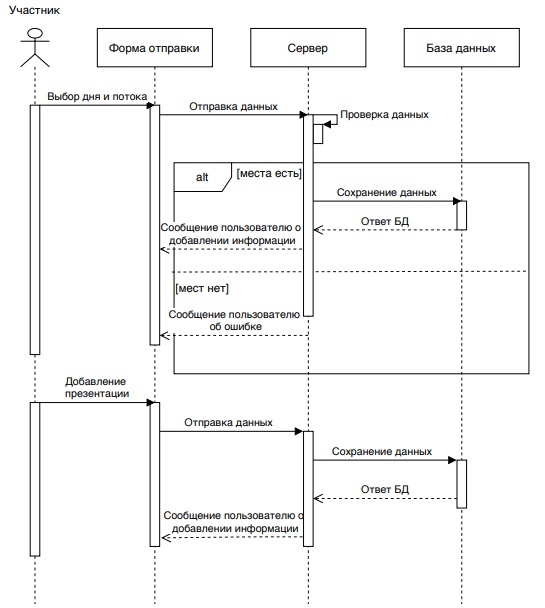 Участник
Форма отправки
Сервер
База данных
Выбор дня и потока
Отправка данных
Проверка данных
alt
[места есть]
Сохранение данных
Ответ БД
Сообщение пользователю о
добавлении информации
[мест нет]
Сообщение пользователю
об ошибке
Добавление
презентации
Отправка данных
Сохранение данных
Ответ БД
Сообщение пользователю о
добавлении информации